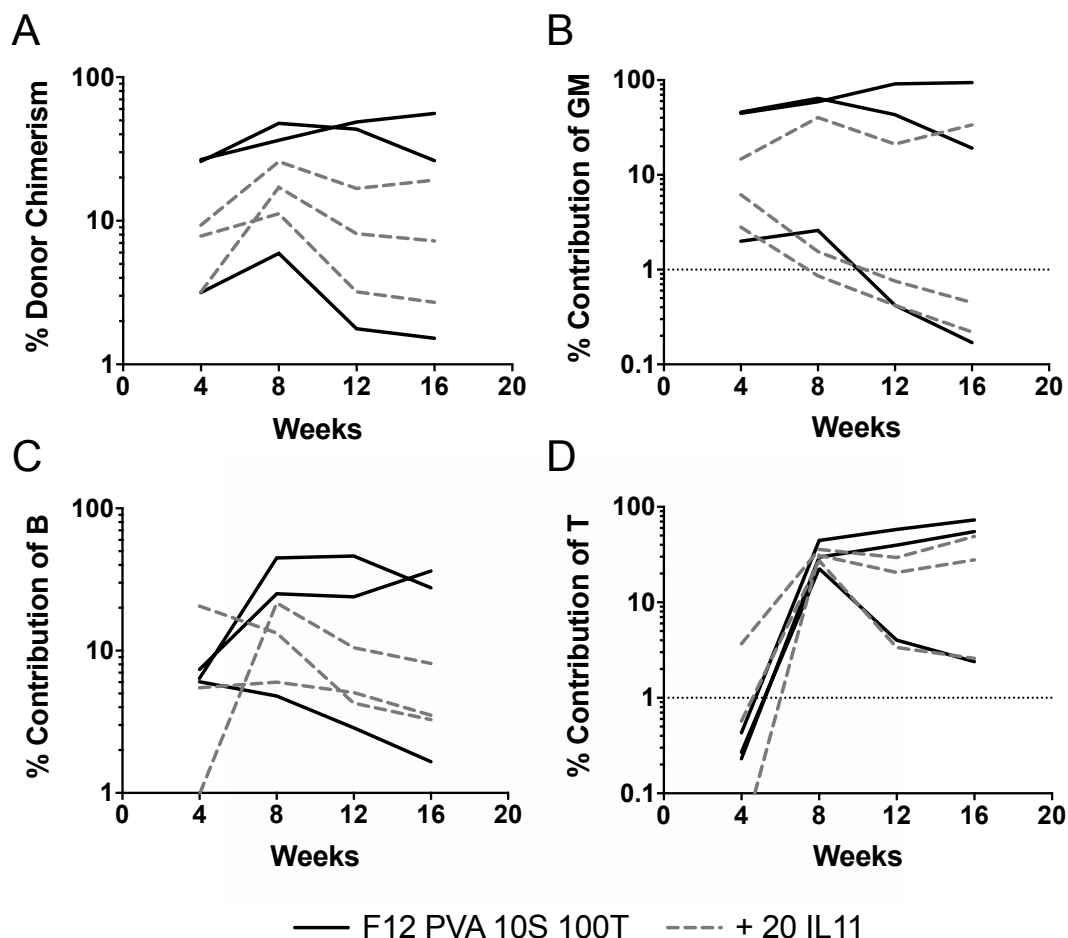 A
% Donor Chimerism
100
10
1
0 4 8 12 16 20
Weeks
B
% Contribution of GM
100
10
1
0.1
0 4 8 12 16 20
Weeks
C
% Contribution of B
100
10
1
0 4 8 12 16 20
Weeks
D
% Contribution of T
100
10
1
0.1
0 4 8 12 16 20
Weeks
F12 PVA 10S 100T
+ 20 IL11